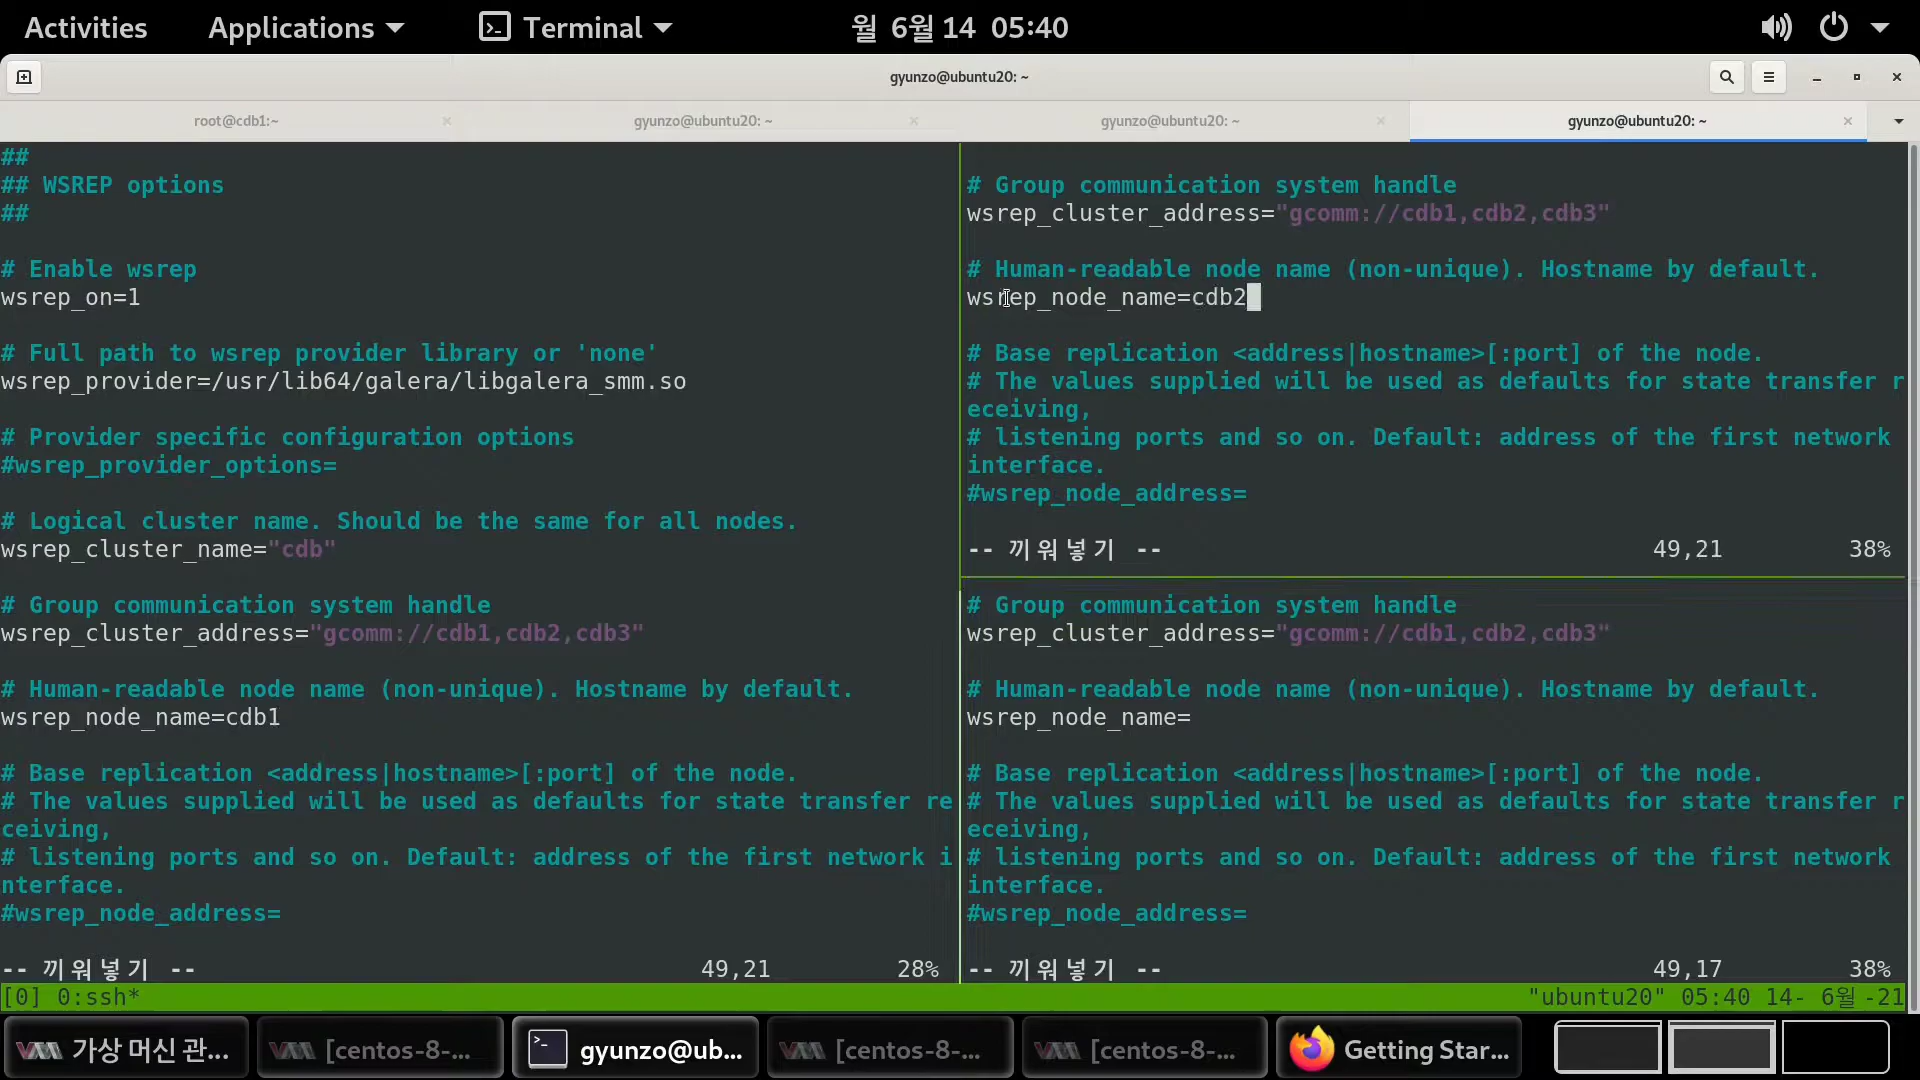 Activities Applications Terminal 월 6월 14 05:40
gyunzo@ubuntu20: ~
root@cdb1:~ gyunzo@ubuntu20: ~ gyunzo@ubuntu20: ~ gyunzo@ubuntu20: ~
##
## WSREP options
##
# Enable wsrep
wsrep_on=1
# Full path to wsrep provider library or 'none'
wsrep_provider=/usr/lib64/galera/libgalera_smm.so
# Provider specific configuration options
#wsrep_provider_options=
# Logical cluster name. Should be the same for all nodes.
wsrep_cluster_name="cdb"
# Group communication system handle
wsrep_cluster_address="gcomm://cdb1,cdb2,cdb3"
# Human-readable node name (non-unique). Hostname by default.
wsrep_node_name=cdb1
# Base replication <address|hostname>[:port] of the node.
# The values supplied will be used as defaults for state transfer re
ceiving,
# listening ports and so on. Default: address of the first network i
nterface.
#wsrep_node_address=
-- 끼워넣기 -- 49,21 28%
# Group communication system handle
wsrep_cluster_address="gcomm://cdb1,cdb2,cdb3"
# Human-readable node name (non-unique). Hostname by default.
wsrep_node_name=cdb2
# Base replication <address|hostname>[:port] of the node.
# The values supplied will be used as defaults for state transfer r
eceiving,
# listening ports and so on. Default: address of the first network
interface.
#wsrep_node_address=
-- 끼워넣기 -- 49,21 38%
# Group communication system handle
wsrep_cluster_address="gcomm://cdb1,cdb2,cdb3"
# Human-readable node name (non-unique). Hostname by default.
wsrep_node_name=
# Base replication <address|hostname>[:port] of the node.
# The values supplied will be used as defaults for state transfer r
eceiving,
# listening ports and so on. Default: address of the first network
interface.
#wsrep_node_address=
-- 끼워넣기 -- 49,17 38%
[0] 0:ssh* "ubuntu20" 05:40 14- 6월 -21
가상 머신 관... [centos-8-... gyunzo@ub... [centos-8-... [centos-8-... Getting Star...